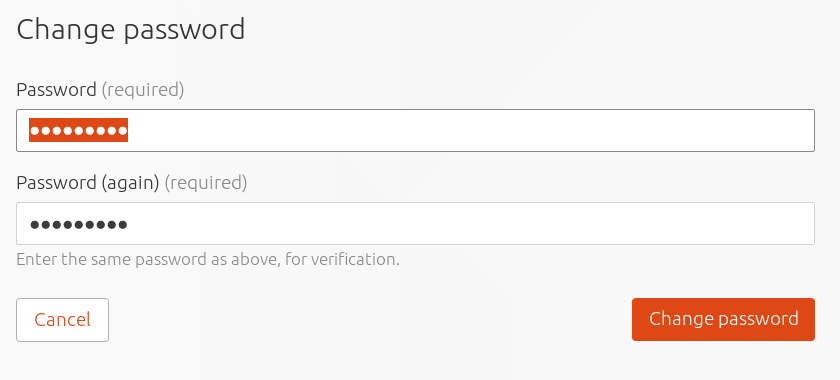 Change password
Password (required)
●●●●●●●●●
Password (again) (required)
●●●●●●●●●
Enter the same password as above, for verification.
Cancel
Change password